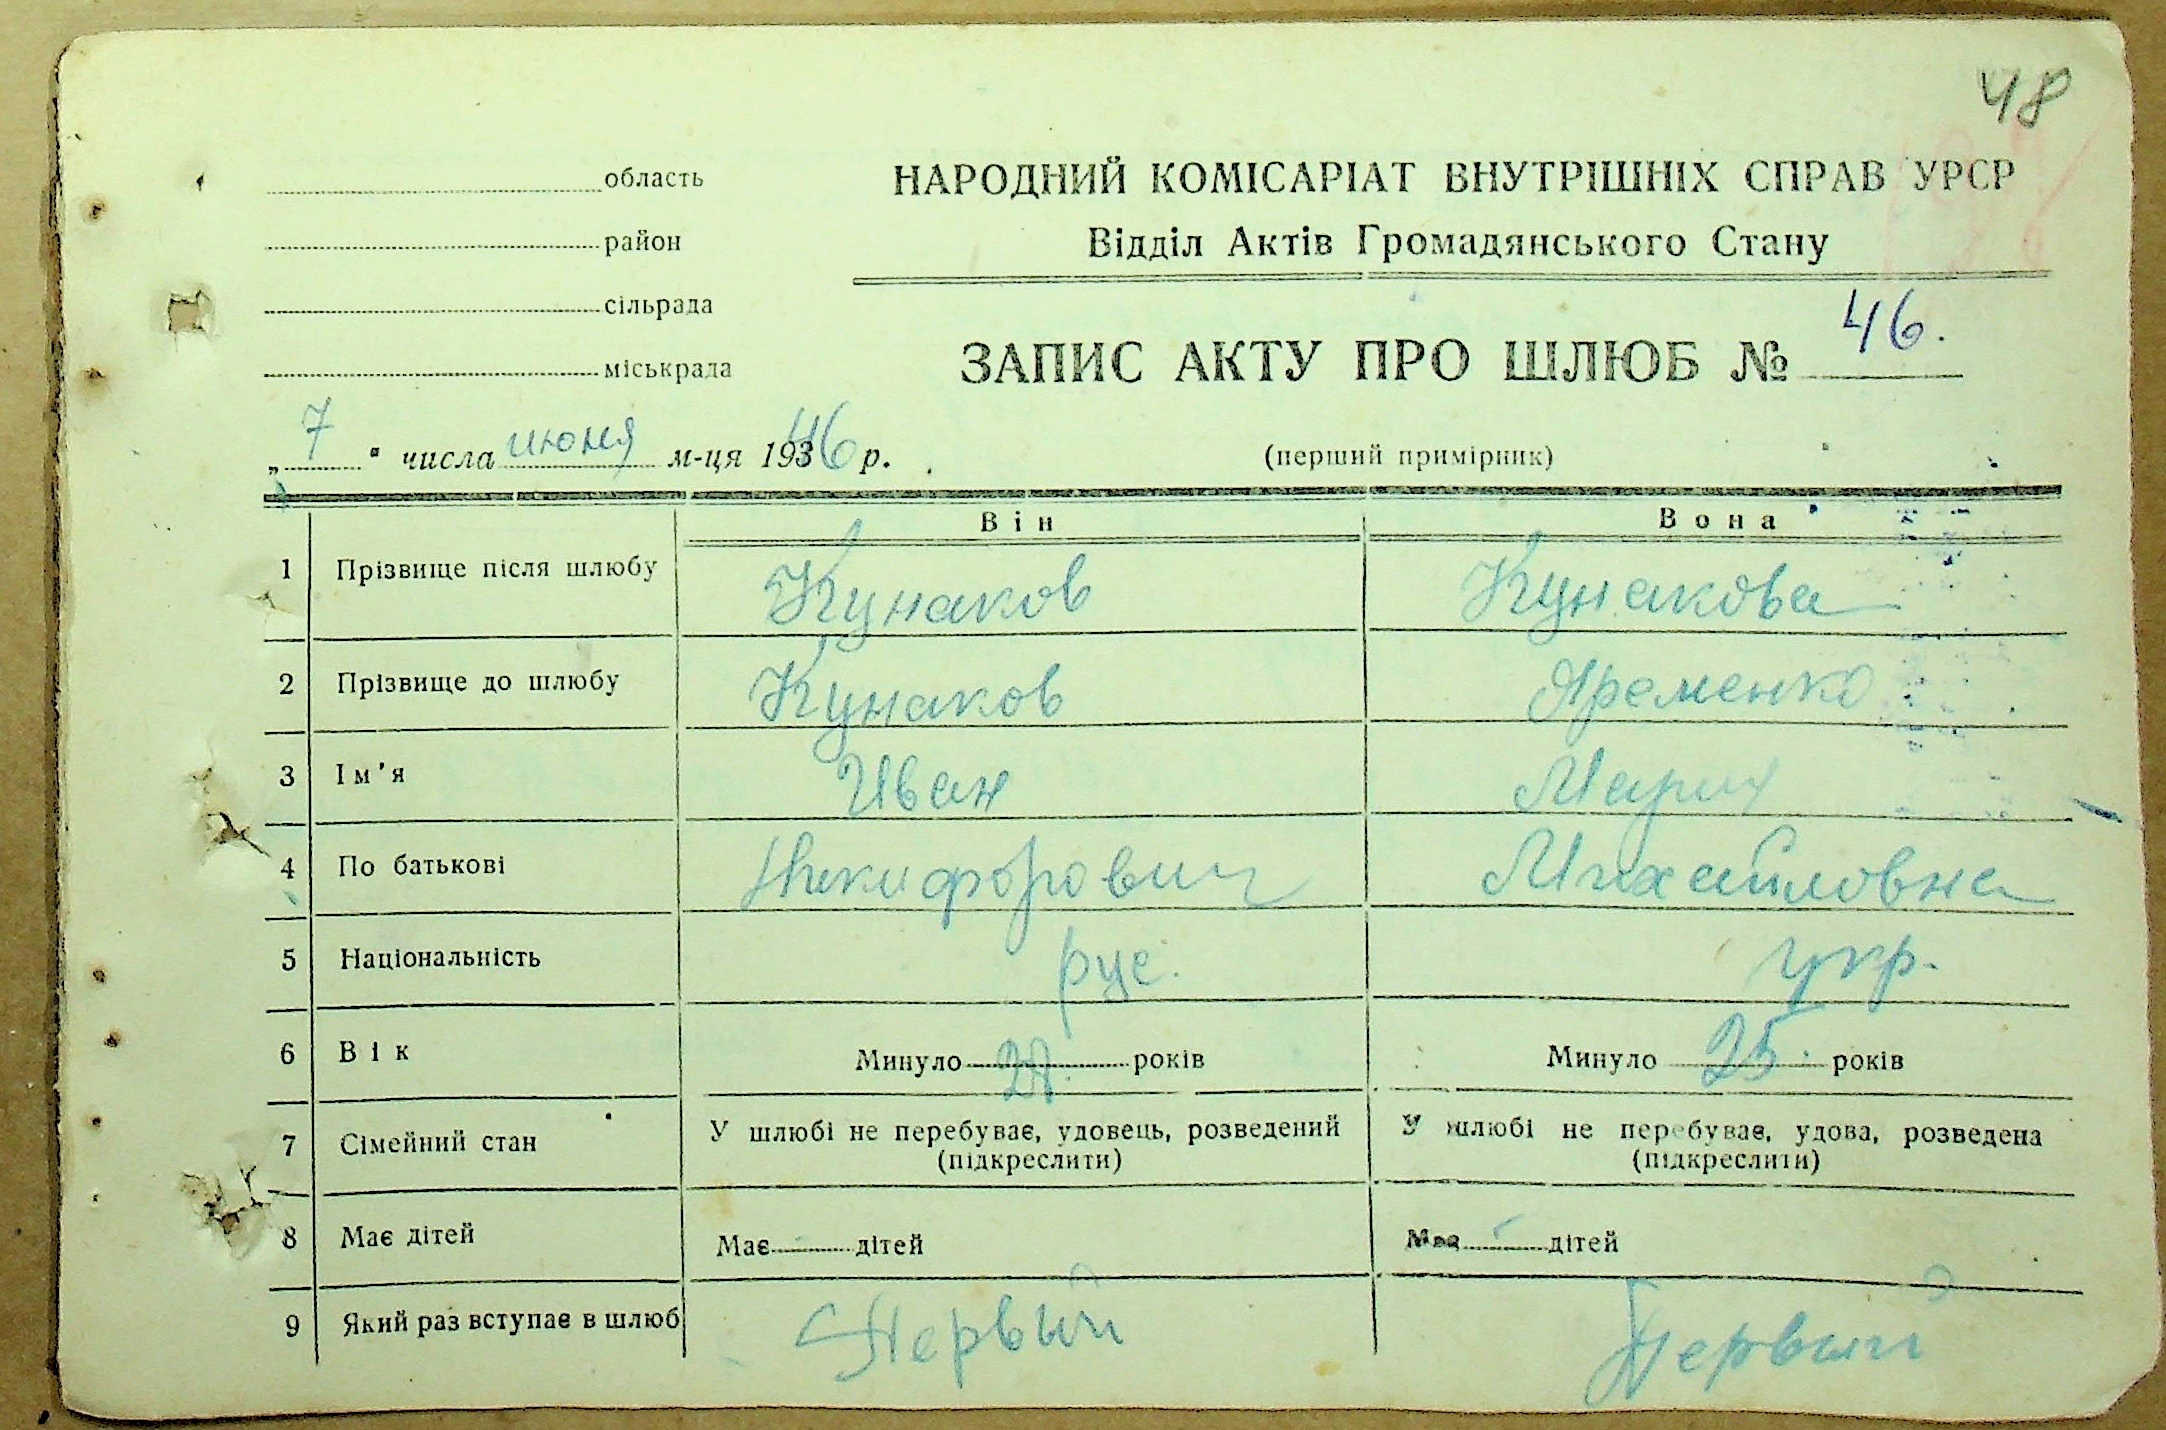 48
область
район
сільрада
міськрада
НАРОДНИЙ КОМІСАРІАТ ВНУТРІШНІХ СПРАВ УРСР
Відділ Актів Громадянського Стану
ЗАПИС АКТУ ПРО ШЛЮБ № 46.
„7" числа июня м-ця 1946 р.
(перший примірник)
Він Вона
1 Прізвище після шлюбу Кунаков Кунакова
2 Прізвище до шлюбу Кунаков Яременко
3 Ім'я Иван Мария
4 По батькові Никифорович Михайловна
5 Національність рус. укр.
6 Вік Минуло років Минуло 25. років
7 Сімейний стан У шлюбі не перебуває, удовець, розведений У шлюбі не перебуває, удова, розведена
(підкреслити) (підкреслити)
8 Має дітей Має - дітей Має - дітей
9 Який раз вступає в шлюб Первый Первый